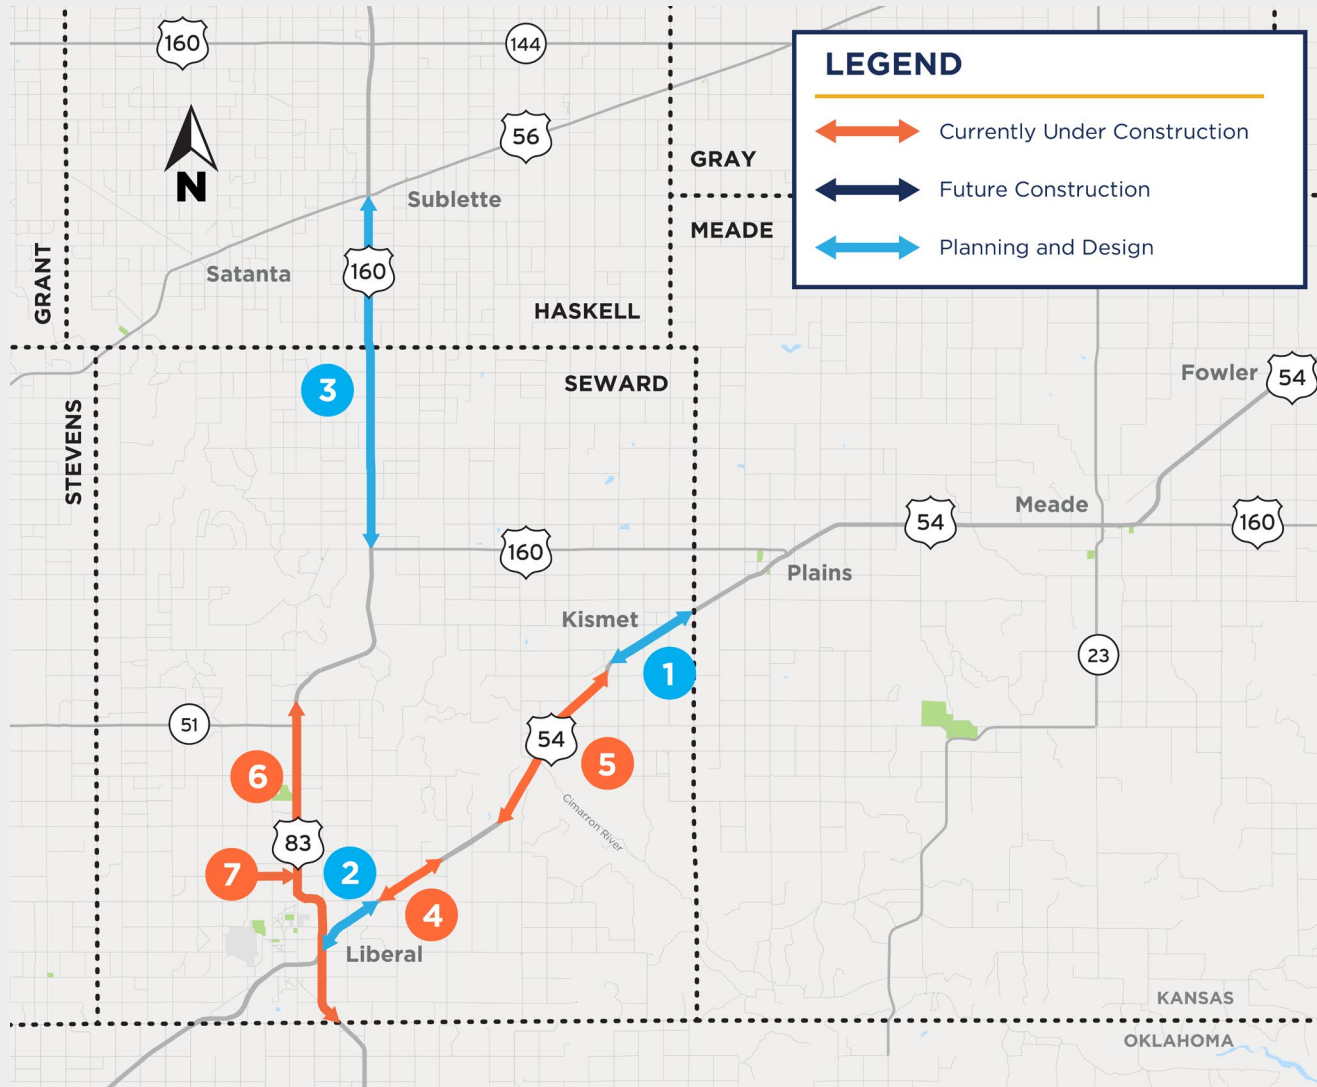 160
144
LEGEND
Currently Under Construction
Future Construction
Planning and Design
56
GRAY
N
Sublette
MEADE
GRANT
160
Satanta
HASKELL
3
SEWARD
Fowler
54
STEVENS
Meade
54
160
160
Plains
Kismet
1
23
51
54
5
6
Cimarron River
83
7
2
4
Liberal
KANSAS
OKLAHOMA